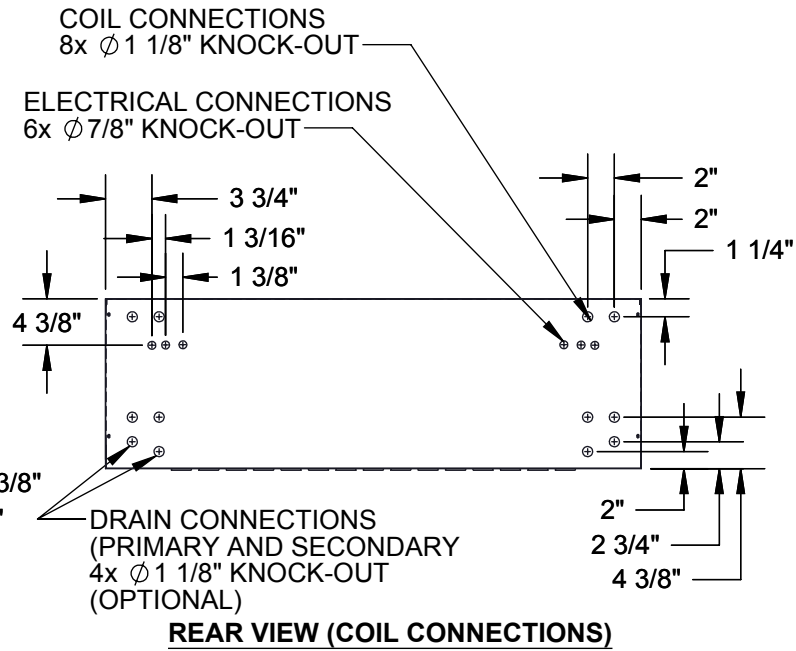 COIL CONNECTIONS
8x ∅1 1/8" KNOCK-OUT
ELECTRICAL CONNECTIONS
6x ∅7/8" KNOCK-OUT
3 3/4"
2"
1 3/16"
2"
1 1/4"
1 3/8"
4 3/8"
3/8"
"
DRAIN CONNECTIONS
(PRIMARY AND SECONDARY
4x ∅1 1/8" KNOCK-OUT
(OPTIONAL)
2"
2 3/4"
4 3/8"
REAR VIEW (COIL CONNECTIONS)